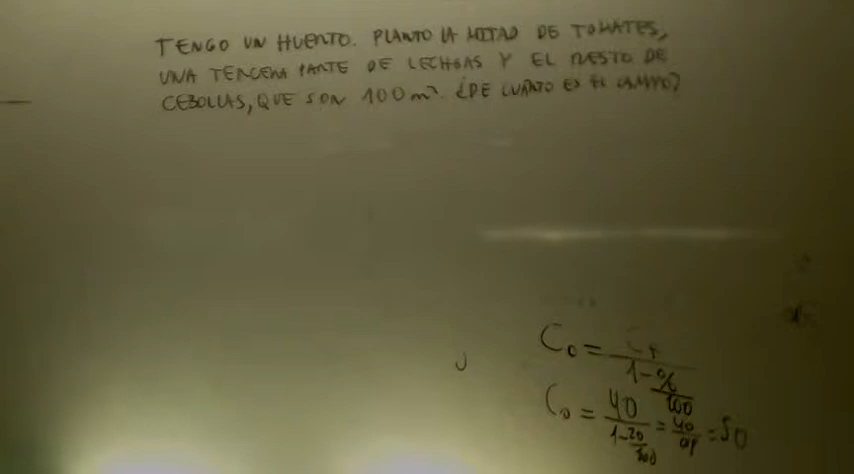 TENGO UN HUERTO. PLANTO LA MITAD DE TOMATES,
UNA TERCERA PARTE DE LECHUGAS Y EL RESTO DE
CEBOLLAS, QUE SON 100 m². ¿DE CUÁNTO ES EL CAMPO?
C₀ = / 1 - %/100
C₀ = 40 / 1 - 20/100 = 40 / 0,8 = 50